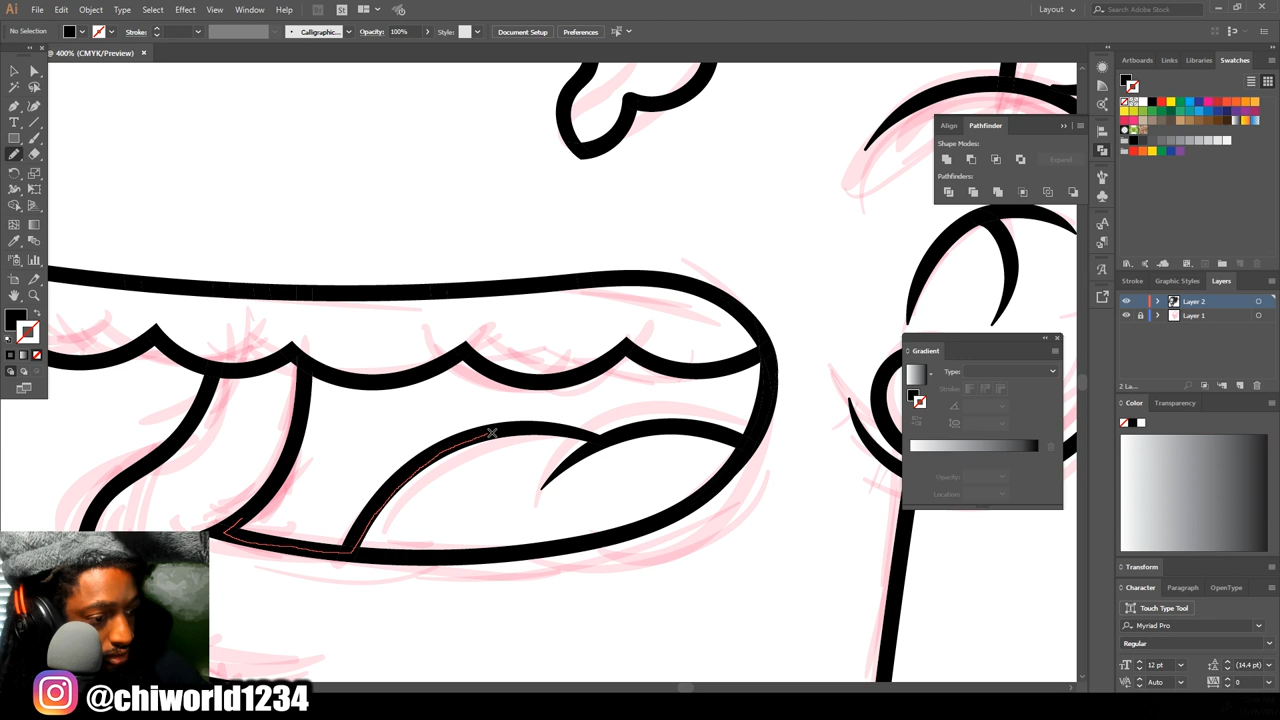 Ai File Edit Object Type Select Effect View Window Help Br St Layout Search Adobe Stock
No Selection Stroke: Calligraphic... Opacity: 100% Style: Document Setup Preferences
@ 400% (CMYK/Preview) ×
Artboards Links Libraries Swatches
Align Pathfinder
Shape Modes:
Expand
Pathfinders:
Stroke Graphic Styles Layers
Layer 2
Layer 1
Gradient
Type:
Stroke:
Opacity:
Location:
2 La...
Color Transparency
Transform
Character Paragraph OpenType
Touch Type Tool
Myriad Pro
Regular
12 pt (14.4 pt)
Auto 0
@chiworld1234